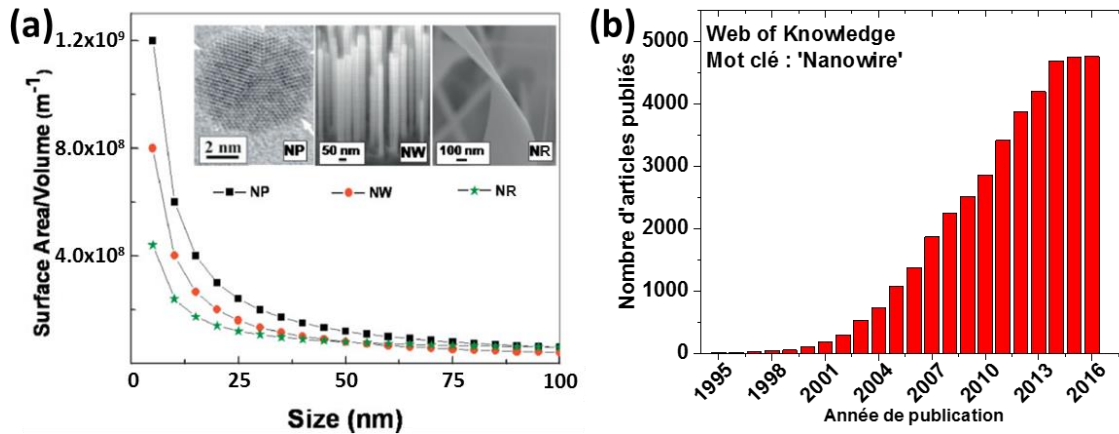 (a)
1.2x10⁹
8.0x10⁸
4.0x10⁸
Surface Area/Volume (m⁻¹)
2 nm
NP
50 nm
NW
100 nm
NR
NP
NW
NR
0
25
50
75
100
Size (nm)
(b)
Web of Knowledge
Mot clé : 'Nanowire'
5000
4000
3000
2000
1000
0
Nombre d'articles publiés
1995
1998
2001
2004
2007
2010
2013
2016
Année de publication